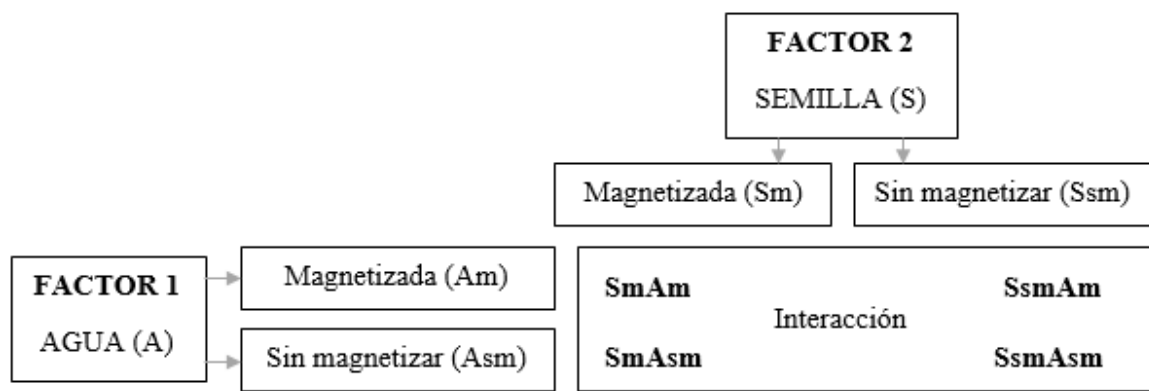 FACTOR 2
SEMILLA (S)
Magnetizada (Sm)
Sin magnetizar (Ssm)
FACTOR 1
AGUA (A)
Magnetizada (Am)
Sin magnetizar (Asm)
SmAm
SsmAm
Interacción
SmAsm
SsmAsm